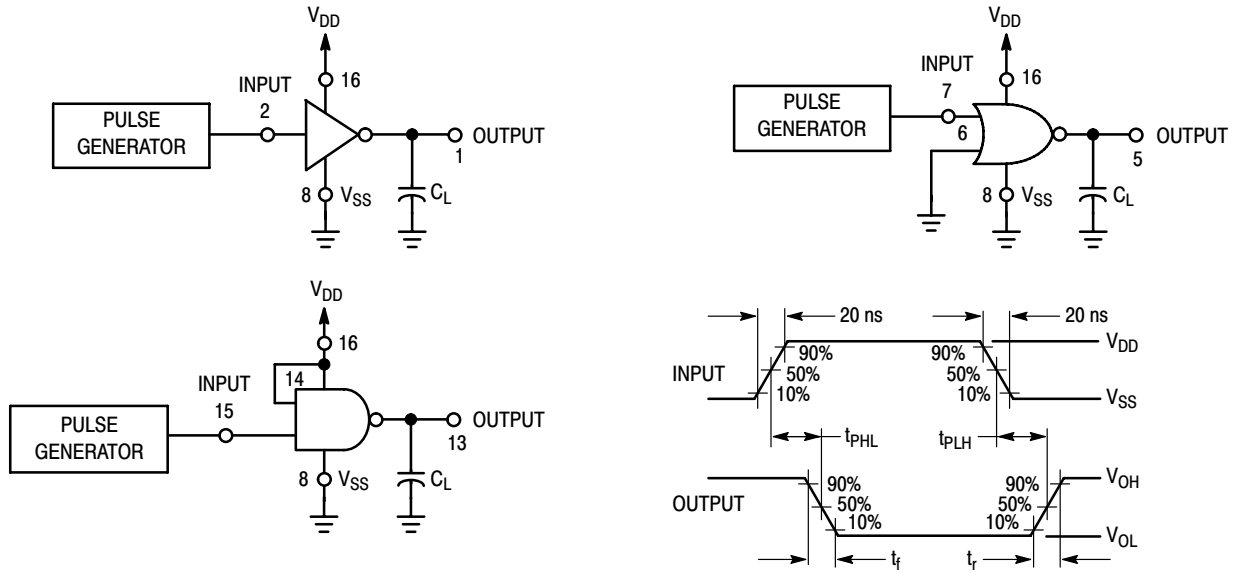 VDD
16
INPUT
2
PULSE
GENERATOR
OUTPUT
1
8
VSS
CL
VDD
16
INPUT
7
PULSE
GENERATOR
6
OUTPUT
5
8
VSS
CL
VDD
16
14
INPUT
15
PULSE
GENERATOR
OUTPUT
13
8
VSS
CL
20 ns
20 ns
INPUT
90%
50%
10%
90%
50%
10%
VDD
VSS
tPHL
tPLH
OUTPUT
90%
50%
10%
90%
50%
10%
VOH
VOL
tf
tr